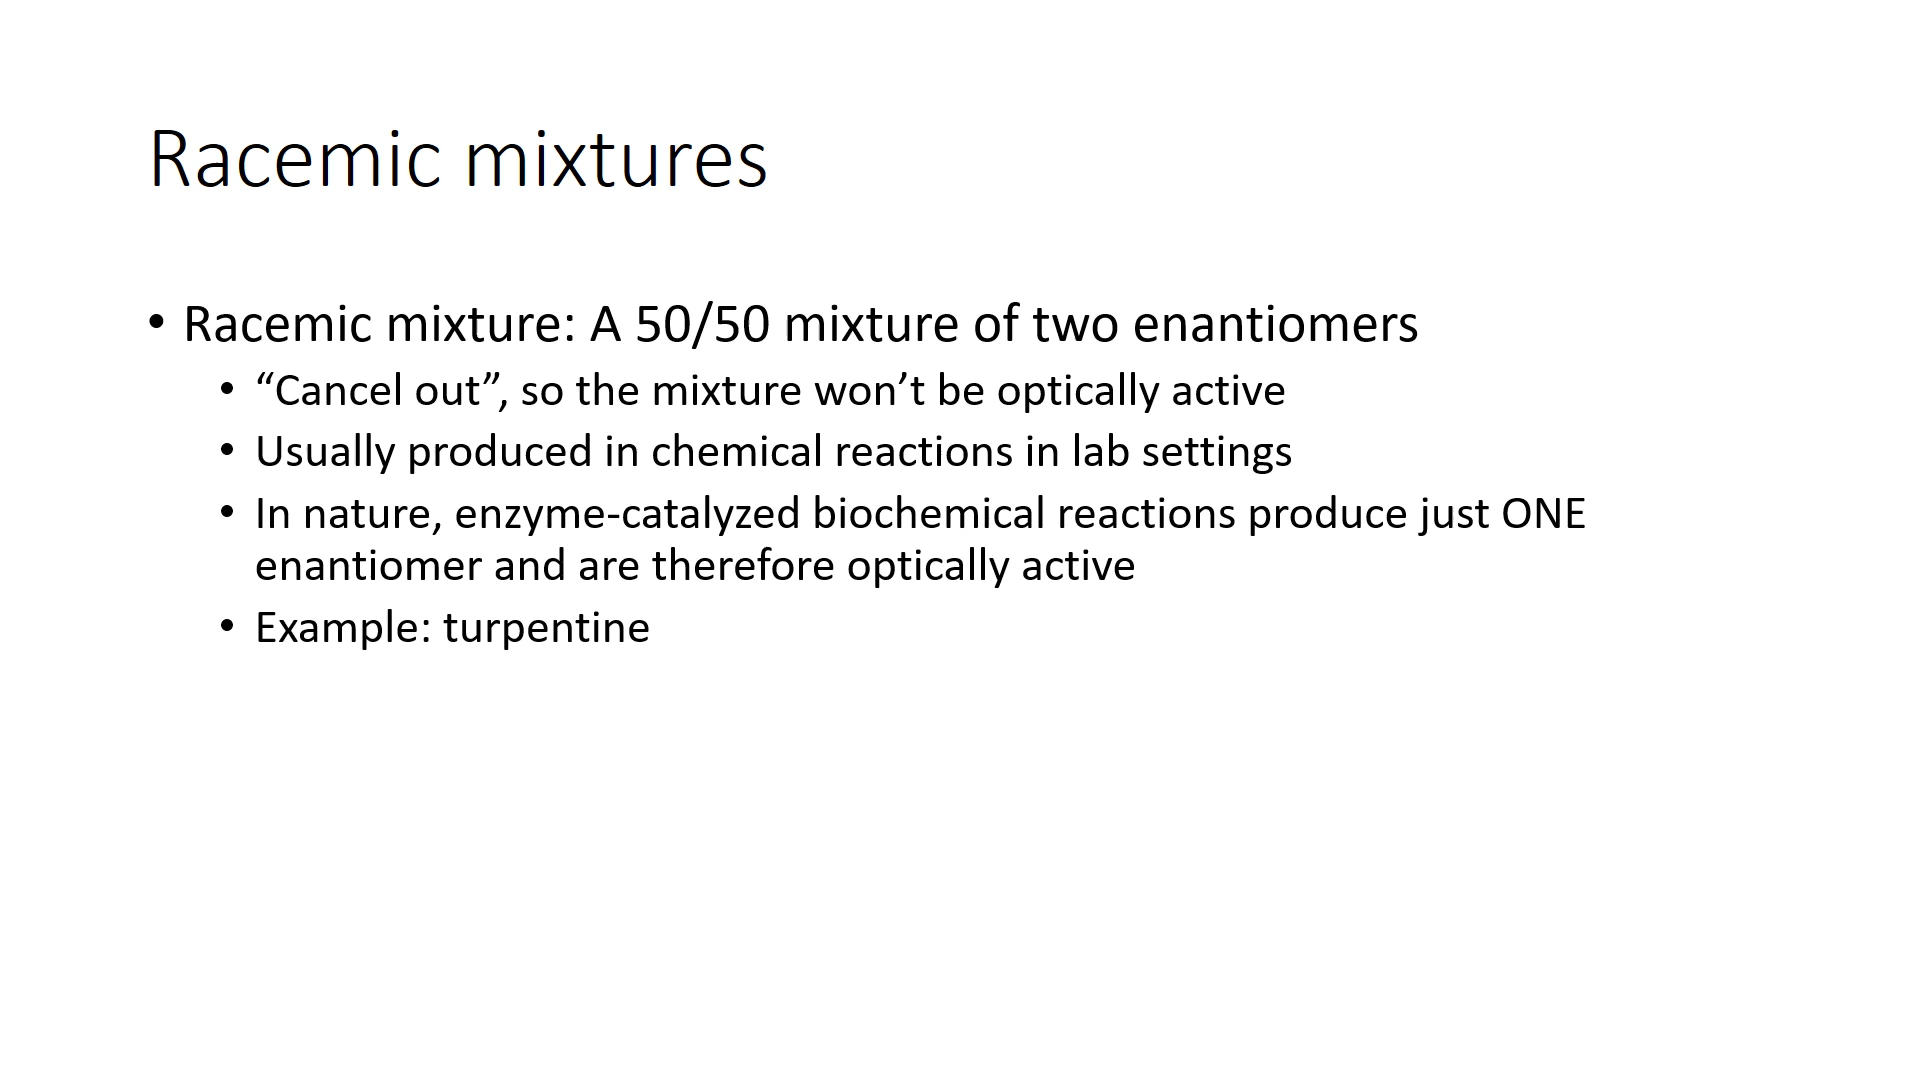 Racemic mixtures
• Racemic mixture: A 50/50 mixture of two enantiomers
• “Cancel out”, so the mixture won’t be optically active
• Usually produced in chemical reactions in lab settings
• In nature, enzyme-catalyzed biochemical reactions produce just ONE
enantiomer and are therefore optically active
• Example: turpentine